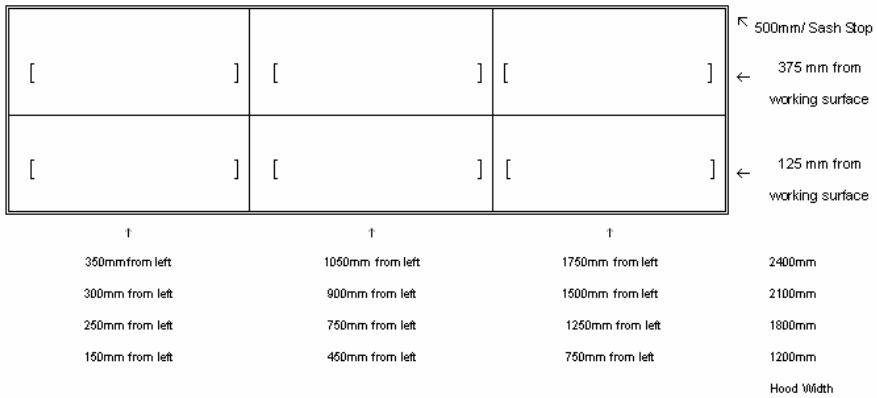 500mm/ Sash Stop
[ ] [ ] [ ]
375 mm from
working surface
[ ] [ ] [ ]
125 mm from
working surface
350mmfrom left 1050mm from left 1750mm from left 2400mm
300mm from left 900mm from left 1500mm from left 2100mm
250mm from left 750mm from left 1250mm from left 1800mm
150mm from left 450mm from left 750mm from left 1200mm
Hood Width